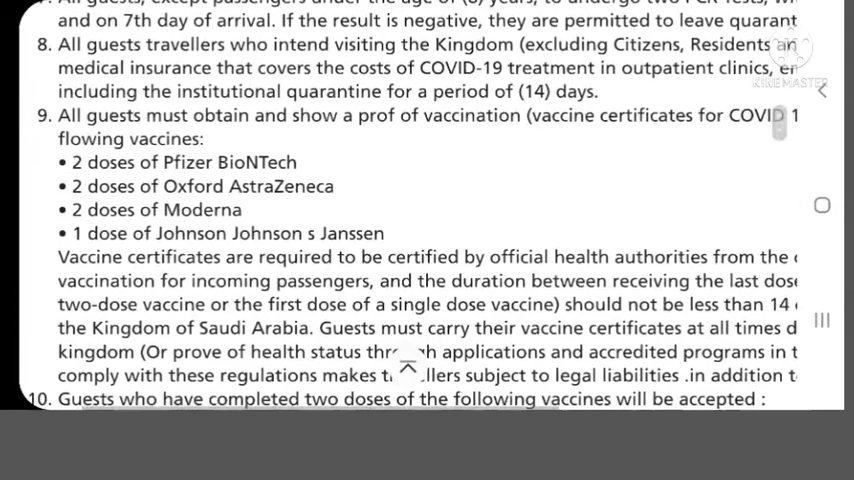 and on 7th day of arrival. If the result is negative, they are permitted to leave quarant
8. All guests travellers who intend visiting the Kingdom (excluding Citizens, Residents an
medical insurance that covers the costs of COVID-19 treatment in outpatient clinics, em
including the institutional quarantine for a period of (14) days.
KINEMASTER
9. All guests must obtain and show a prof of vaccination (vaccine certificates for COVID 1
flowing vaccines:
• 2 doses of Pfizer BioNTech
• 2 doses of Oxford AstraZeneca
• 2 doses of Moderna
• 1 dose of Johnson Johnson s Janssen
Vaccine certificates are required to be certified by official health authorities from the
vaccination for incoming passengers, and the duration between receiving the last dose
two-dose vaccine or the first dose of a single dose vaccine) should not be less than 14
the Kingdom of Saudi Arabia. Guests must carry their vaccine certificates at all times d
kingdom (Or prove of health status thr h applications and accredited programs in t
comply with these regulations makes t llers subject to legal liabilities .in addition t
10. Guests who have completed two doses of the following vaccines will be accepted :